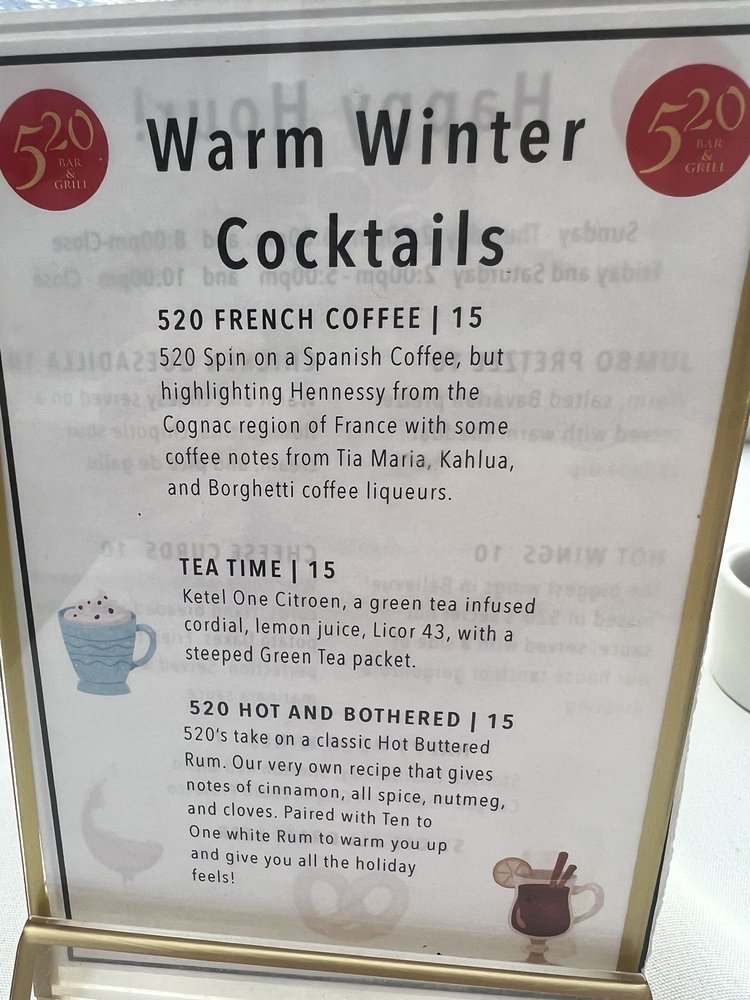 520
BAR
&
GRILL
520
BAR
&
GRILL
Warm Winter
Cocktails
520 FRENCH COFFEE | 15
520 Spin on a Spanish Coffee, but
highlighting Hennessy from the
Cognac region of France with some
coffee notes from Tia Maria, Kahlua,
and Borghetti coffee liqueurs.
TEA TIME | 15
Ketel One Citroen, a green tea infused
cordial, lemon juice, Licor 43, with a
steeped Green Tea packet.
520 HOT AND BOTHERED | 15
520's take on a classic Hot Buttered
Rum. Our very own recipe that gives
notes of cinnamon, all spice, nutmeg,
and cloves. Paired with Ten to
One white Rum to warm you up
and give you all the holiday
feels!